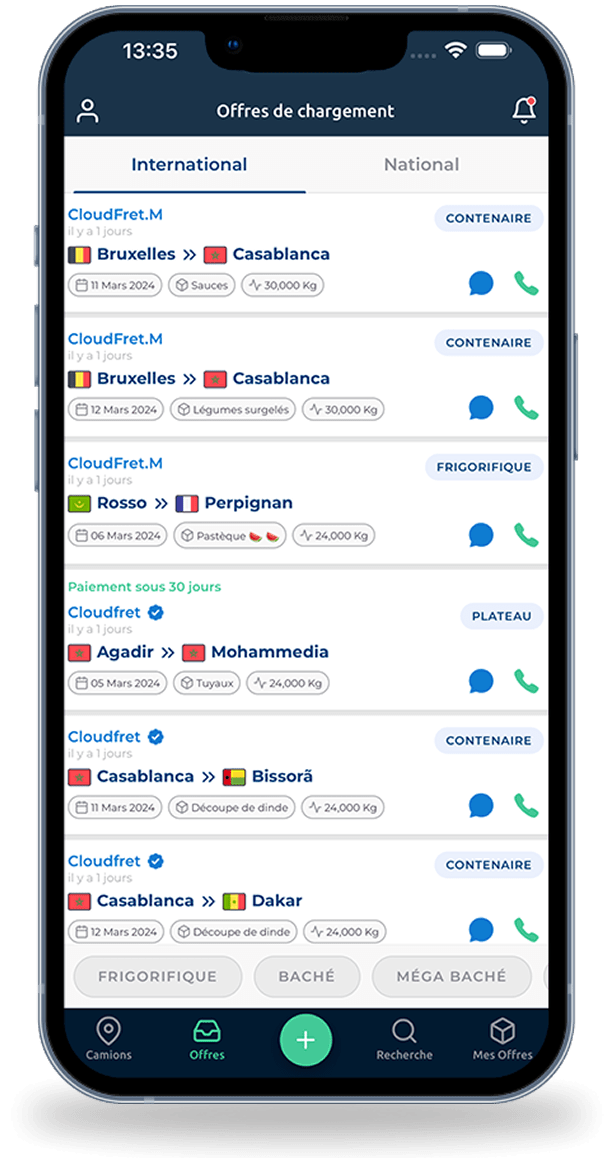 13:35
Offres de chargement
International National
CloudFret.M
il y a 1 jours
CONTENAIRE
Bruxelles » Casablanca
11 Mars 2024 Sauces 30,000 Kg
CloudFret.M
il y a 1 jours
CONTENAIRE
Bruxelles » Casablanca
12 Mars 2024 Légumes surgelés 30,000 Kg
CloudFret.M
il y a 1 jours
FRIGORIFIQUE
Rosso » Perpignan
06 Mars 2024 Pastèque 🍉 🍉 24,000 Kg
Paiement sous 30 jours
Cloudfret
il y a 1 jours
PLATEAU
Agadir » Mohammedia
05 Mars 2024 Tuyaux 24,000 Kg
Cloudfret
il y a 1 jours
CONTENAIRE
Casablanca » Bissorã
11 Mars 2024 Découpe de dinde 24,000 Kg
Cloudfret
il y a 1 jours
CONTENAIRE
Casablanca » Dakar
12 Mars 2024 Découpe de dinde 24,000 Kg
FRIGORIFIQUE BACHÉ MÉGA BACHÉ
Camions Offres + Recherche Mes Offres